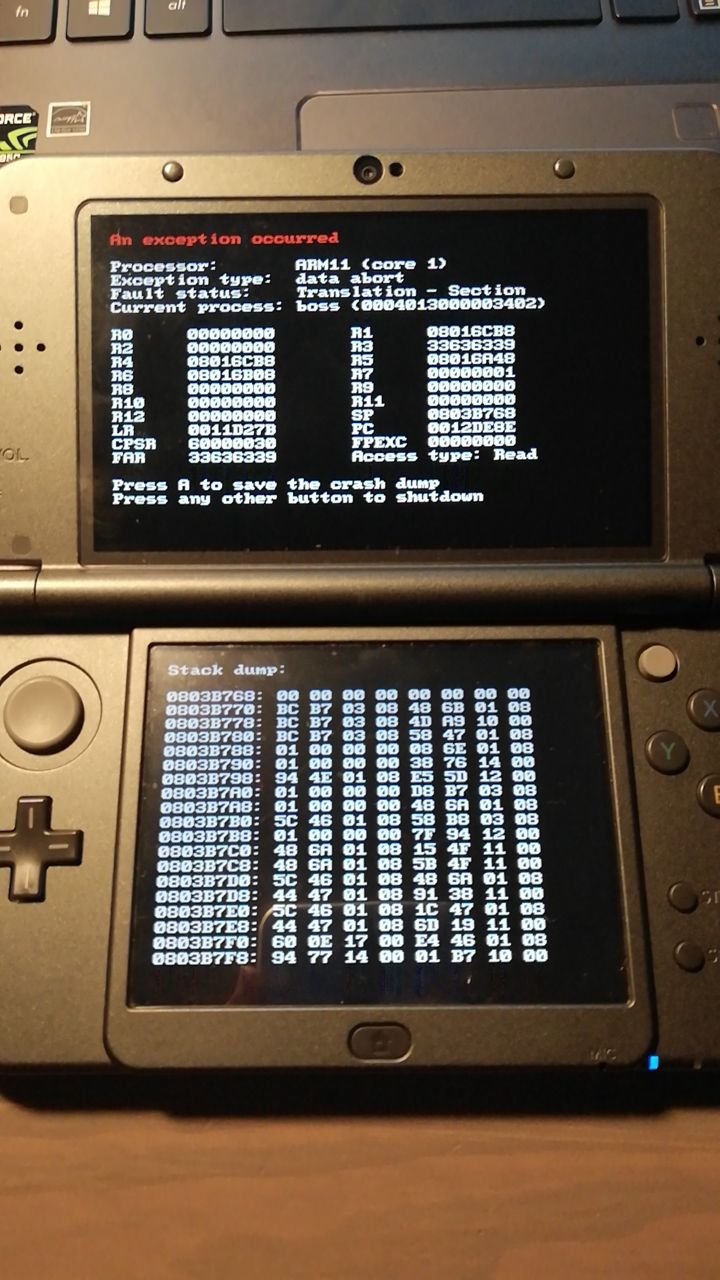 fn
alt
An exception occurred
Processor: ARM11 (core 1)
Exception type: data abort
Fault status: Translation - Section
Current process: boss (0004013000003402)
R0 00000000 R1 08016CB8
R2 00000000 R3 33636339
R4 08016CB8 R5 08016A48
R6 08016B08 R7 00000001
R8 00000000 R9 00000000
R10 00000000 R11 00000000
R12 00000000 SP 0803B768
LR 0011D27B PC 0012DE8E
CPSR 60000030 FPEXC 00000000
FAR 33636339 Access type: Read
Press A to save the crash dump
Press any other button to shutdown
Stack dump:
0803B768: 00 00 00 00 00 00 00 00
0803B770: BC B7 03 08 48 6B 01 08
0803B778: BC B7 03 08 4D A9 10 00
0803B780: BC B7 03 08 58 47 01 08
0803B788: 01 00 00 00 08 6E 01 08
0803B790: 01 00 00 00 38 76 14 00
0803B798: 94 4E 01 08 E5 5D 12 00
0803B7A0: 01 00 00 00 D8 B7 03 08
0803B7A8: 01 00 00 00 48 6A 01 08
0803B7B0: 5C 46 01 08 58 B8 03 08
0803B7B8: 01 00 00 00 7F 94 12 00
0803B7C0: 48 6A 01 08 15 4F 11 00
0803B7C8: 48 6A 01 08 5B 4F 11 00
0803B7D0: 5C 46 01 08 48 6A 01 08
0803B7D8: 44 47 01 08 91 38 11 00
0803B7E0: 5C 46 01 08 1C 47 01 08
0803B7E8: 44 47 01 08 6D 19 11 00
0803B7F0: 60 0E 17 00 E4 46 01 08
0803B7F8: 94 77 14 00 01 B7 10 00
X
Y
MIC